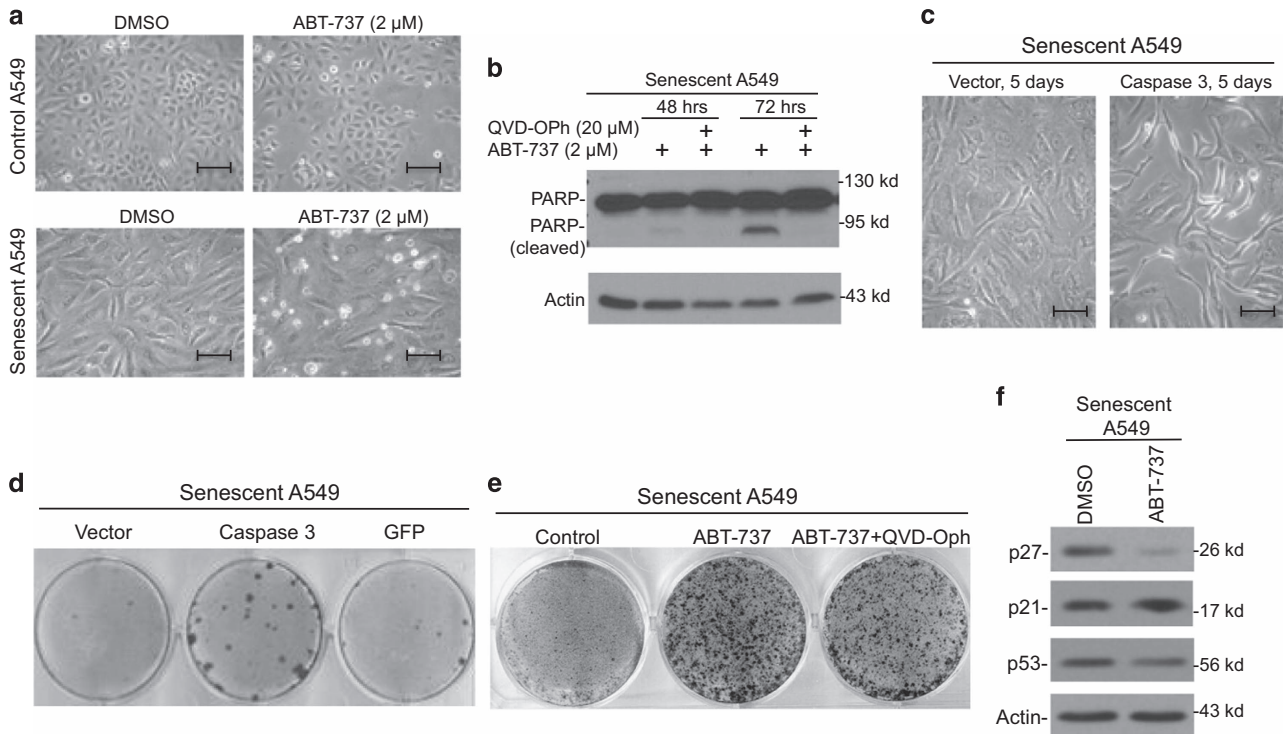 a
DMSO
ABT-737 (2 μM)
Control A549
DMSO
ABT-737 (2 μM)
Senescent A549
b
Senescent A549
48 hrs
72 hrs
QVD-OPh (20 μM)
+
+
ABT-737 (2 μM)
+
+
+
+
-130 kd
PARP-
PARP-
(cleaved)
-95 kd
Actin
-43 kd
c
Senescent A549
Vector, 5 days
Caspase 3, 5 days
d
Senescent A549
Vector
Caspase 3
GFP
e
Senescent A549
Control
ABT-737
ABT-737+QVD-Oph
f
Senescent
A549
DMSO
ABT-737
p27-
-26 kd
p21-
-17 kd
p53-
-56 kd
Actin-
-43 kd